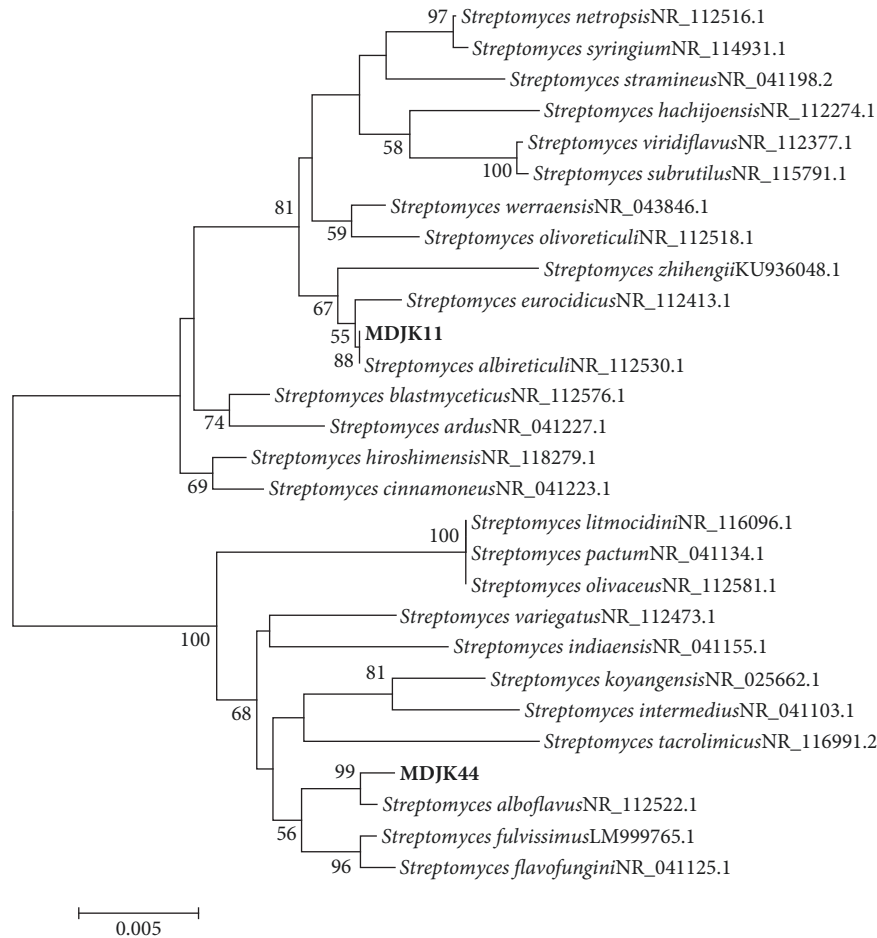 97
Streptomyces netropsisNR_112516.1
Streptomyces syringiumNR_114931.1
Streptomyces stramineusNR_041198.2
Streptomyces hachijoensisNR_112274.1
58
Streptomyces viridiflavusNR_112377.1
100
Streptomyces subrutilusNR_115791.1
81
Streptomyces werraensisNR_043846.1
59
Streptomyces olivoreticuliNR_112518.1
Streptomyces zhihengiiKU936048.1
67
Streptomyces eurocidicusNR_112413.1
55
MDJK11
88
Streptomyces albireticuliNR_112530.1
Streptomyces blastmyceticusNR_112576.1
74
Streptomyces ardusNR_041227.1
Streptomyces hiroshimensisNR_118279.1
69
Streptomyces cinnamoneusNR_041223.1
Streptomyces litmocidiniNR_116096.1
100
Streptomyces pactumNR_041134.1
Streptomyces olivaceusNR_112581.1
Streptomyces variegatusNR_112473.1
100
Streptomyces indiaensisNR_041155.1
81
Streptomyces koyangensisNR_025662.1
68
Streptomyces intermediusNR_041103.1
Streptomyces tacrolimicusNR_116991.2
99
MDJK44
Streptomyces alboflavusNR_112522.1
56
Streptomyces fulvissimusLM999765.1
96
Streptomyces flavofunginiNR_041125.1
0.005